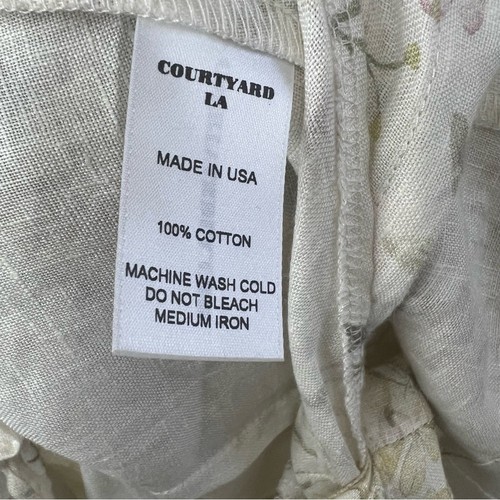 COURTYARD
LA
MADE IN USA
100% COTTON
MACHINE WASH COLD
DO NOT BLEACH
MEDIUM IRON